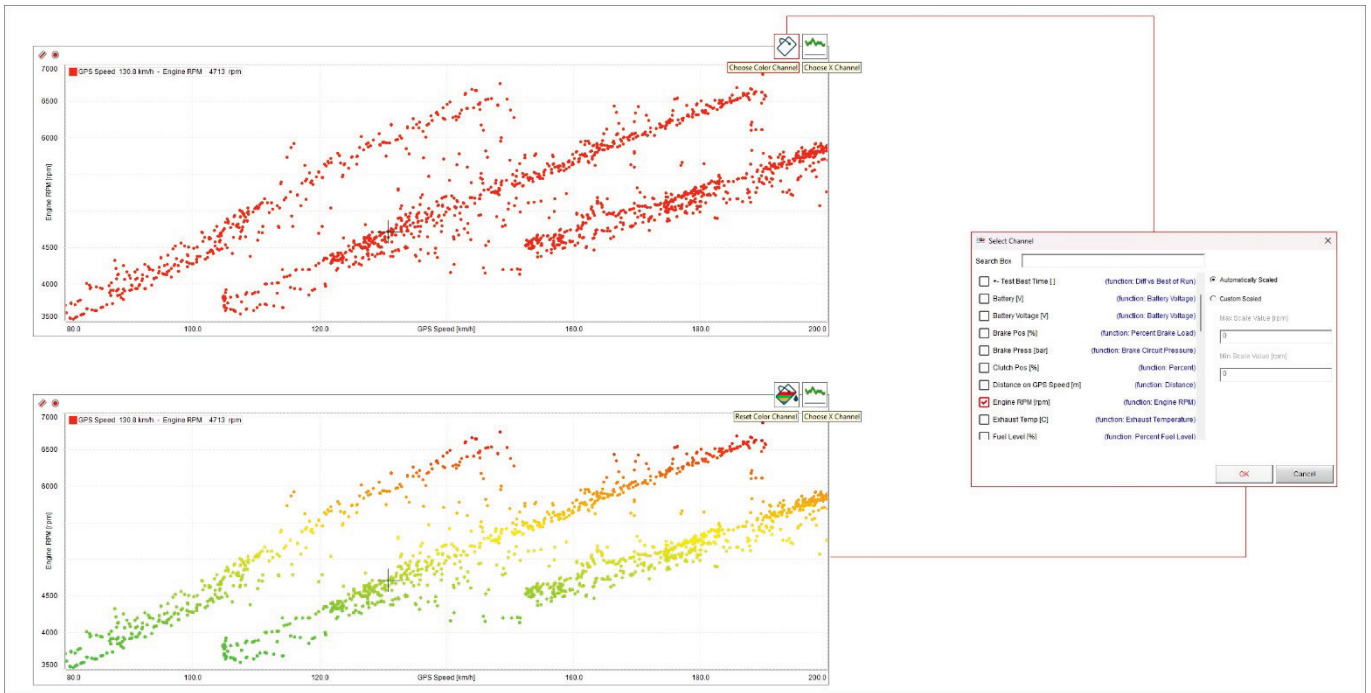 Choose Color Channel
Choose X Channel
GPS Speed 130.8 km/h - Engine RPM 4713 rpm
7000
6500
6000
Engine RPM [rpm]
4500
4000
3500
80.0
100.0
120.0
GPS Speed [km/h]
160.0
180.0
200.0
Select Channel
Search Box
+- Test Best Time [] (function: Diff vs Best of Run)
Battery [V] (function: Battery Voltage)
Battery Voltage [V] (function: Battery Voltage)
Brake Pos [%] (function: Percent Brake Load)
Brake Press [bar] (function: Brake Circuit Pressure)
Clutch Pos [%] (function: Percent)
Distance on GPS Speed [m] (function: Distance)
Engine RPM [rpm] (function: Engine RPM)
Exhaust Temp [C] (function: Exhaust Temperature)
Fuel Level [%] (function: Percent Fuel Level)
Automatically Scaled
Custom Scaled
Max Scale Value [rpm]
0
Min Scale Value [rpm]
0
OK
Cancel
Reset Color Channel
Choose X Channel
GPS Speed 130.8 km/h - Engine RPM 4713 rpm
7000
6500
6000
Engine RPM [rpm]
4500
4000
3500
80.0
100.0
120.0
GPS Speed [km/h]
160.0
180.0
200.0